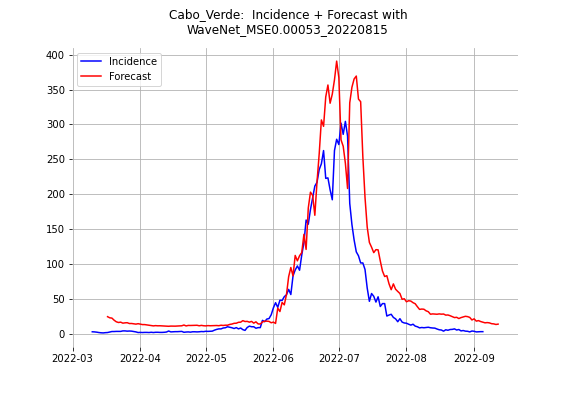 Cabo_Verde:  Incidence + Forecast with
WaveNet_MSE0.00053_20220815
400
350
300
250
200
150
100
50
0
Incidence
Forecast
2022-03 2022-04 2022-05 2022-06 2022-07 2022-08 2022-09